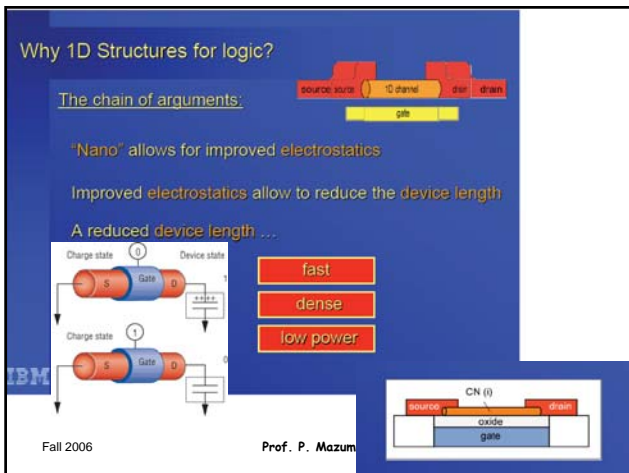 Why 1D Structures for logic?
source source 1D channel drain drain
gate
The chain of arguments:
"Nano" allows for improved electrostatics
Improved electrostatics allow to reduce the device length
A reduced device length ...
fast
dense
low power
Charge state 0 Device state
S Gate D 1
++++
Charge state 1
S Gate D 0
IBM
CN (i)
source drain
oxide
gate
Fall 2006 Prof. P. Mazum